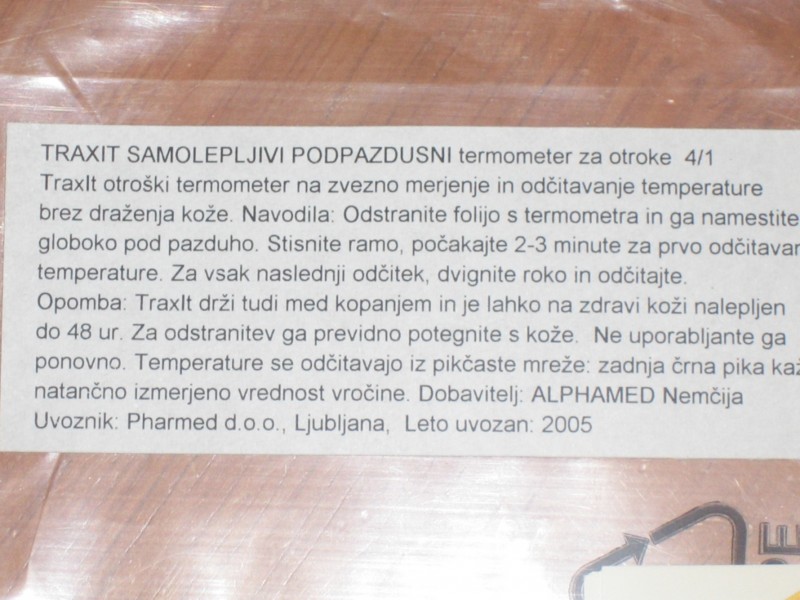 TRAXIT SAMOLEPLJIVI PODPAZDUSNI termometer za otroke 4/1
TraxIt otroški termometer na zvezno merjenje in odčitavanje temperature
brez draženja kože. Navodila: Odstranite folijo s termometra in ga namestite
globoko pod pazduho. Stisnite ramo, počakajte 2-3 minute za prvo
temperature. Za vsak naslednji odčitek, dvignite roko in odčitajte.
Opomba: TraxIt drži tudi med kopanjem in je lahko na zdravi koži nalepljen
do 48 ur. Za odstranitev ga previdno potegnite s kože. Ne uporabljante ga
ponovno. Temperature se odčitavajo iz pikčaste mreže: zadnja črna pika
natančno izmerjeno vrednost vročine. Dobavitelj: ALPHAMED Nemčija
Uvoznik: Pharmed d.o.o., Ljubljana, Leto uvozan: 2005